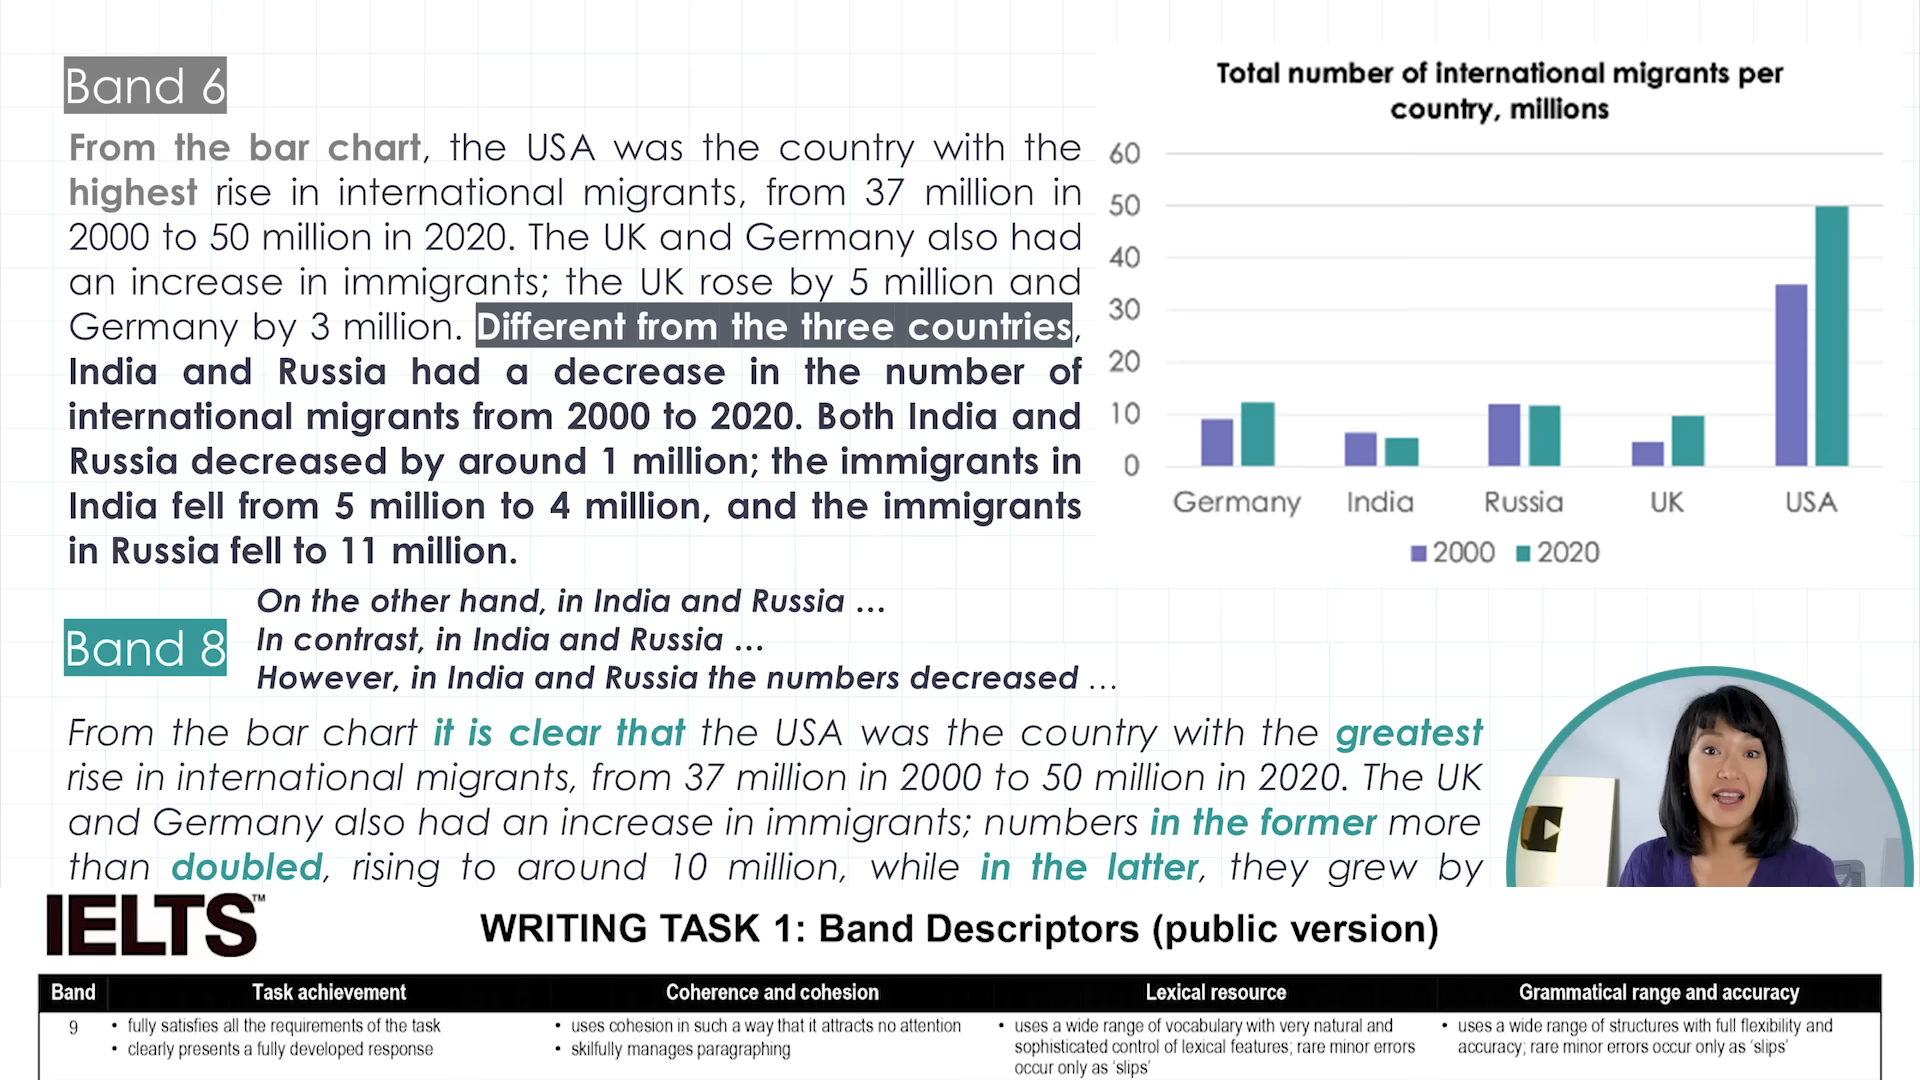 Band 6
From the bar chart, the USA was the country with the
highest rise in international migrants, from 37 million in
2000 to 50 million in 2020. The UK and Germany also had
an increase in immigrants; the UK rose by 5 million and
Germany by 3 million. Different from the three countries,
India and Russia had a decrease in the number of
international migrants from 2000 to 2020. Both India and
Russia decreased by around 1 million; the immigrants in
India fell from 5 million to 4 million, and the immigrants
in Russia fell to 11 million.
Total number of international migrants per
country, millions
60
50
40
30
20
10
0
Germany India Russia UK USA
2000 2020
On the other hand, in India and Russia ...
Band 8
In contrast, in India and Russia ...
However, in India and Russia the numbers decreased ...
From the bar chart it is clear that the USA was the country with the greatest
rise in international migrants, from 37 million in 2000 to 50 million in 2020. The UK
and Germany also had an increase in immigrants; numbers in the former more
than doubled, rising to around 10 million, while in the latter, they grew by
IELTS™
WRITING TASK 1: Band Descriptors (public version)
Band Task achievement Coherence and cohesion Lexical resource Grammatical range and accuracy
9
• fully satisfies all the requirements of the task
• clearly presents a fully developed response
• uses cohesion in such a way that it attracts no attention
• skilfully manages paragraphing
• uses a wide range of vocabulary with very natural and
sophisticated control of lexical features; rare minor errors
occur only as 'slips'
• uses a wide range of structures with full flexibility and
accuracy; rare minor errors occur only as 'slips'